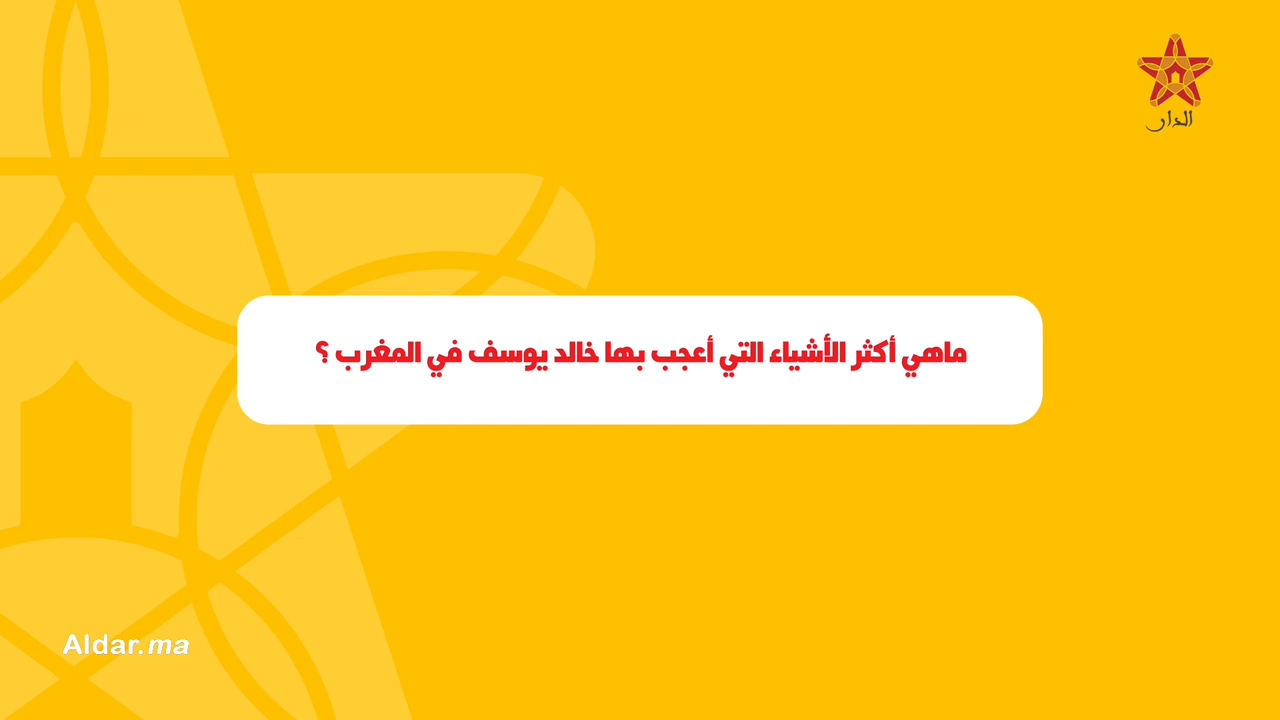 الدار
ماهي أكثر الأشياء التي أعجب بها خالد يوسف في المغرب ؟
Aldar.ma